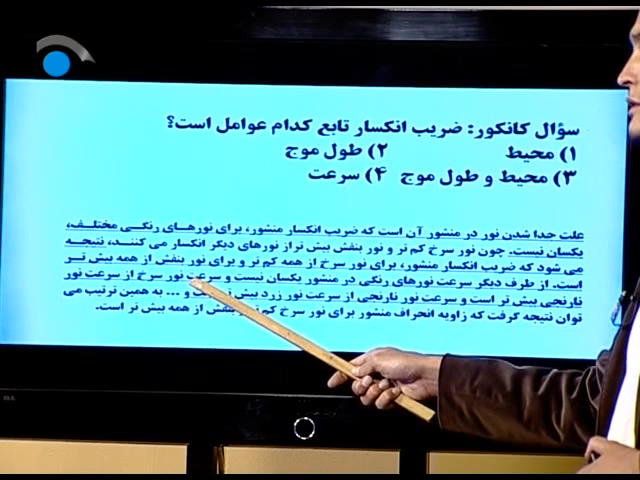 سؤال کانکور: ضریب انکسار تابع کدام عوامل است؟
۱) محیط ۲) طول موج
۳) محیط و طول موج ۴) سرعت
علت جدا شدن نور در منشور آن است که ضریب انکسار منشور، برای نورهای رنگی مختلف،
یکسان نیست. چون نور سرخ کم تر و نور بنفش بیش تراز نورهای دیگر انکسار می کنند، نتیجه
می شود که ضریب انکسار منشور، برای نور سرخ از همه کم تر و برای نور بنفش از همه بیش تر
است. از طرف دیگر سرعت نورهای رنگی در منشور یکسان نیست و سرعت نور سرخ از سرعت نور
نارنجی بیش تر است و سرعت نور نارنجی از سرعت نور زرد بیش و ... به همین ترتیب می
توان نتیجه گرفت که زاویه انحراف منشور برای نور سرخ کم بنفش از همه بیش تر است.